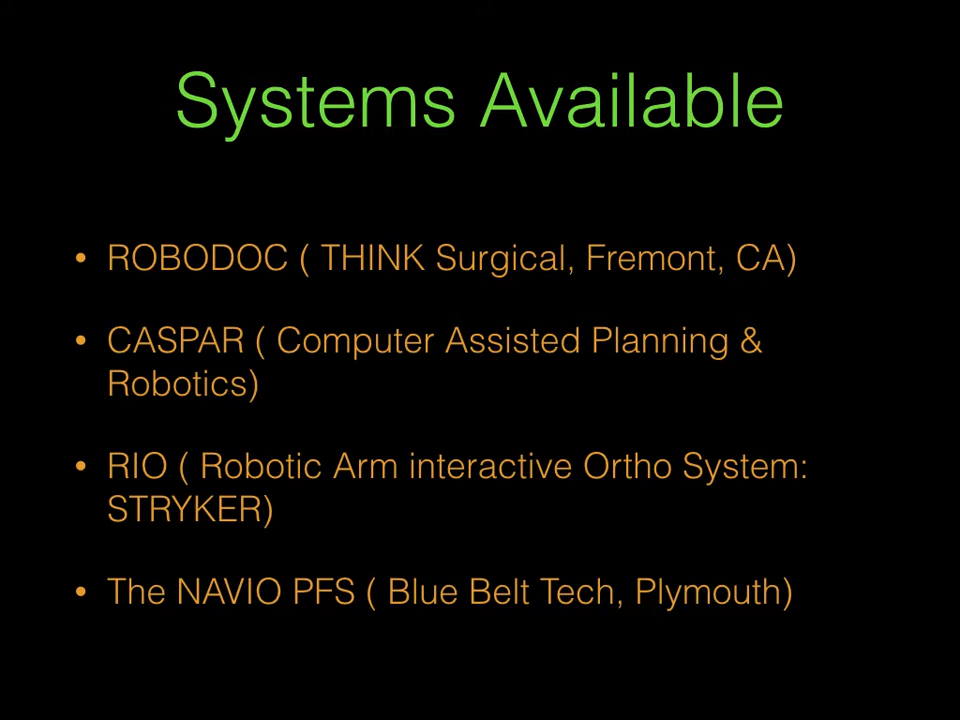 Systems Available
• ROBODOC ( THINK Surgical, Fremont, CA)
• CASPAR ( Computer Assisted Planning &
Robotics)
• RIO ( Robotic Arm interactive Ortho System:
STRYKER)
• The NAVIO PFS ( Blue Belt Tech, Plymouth)